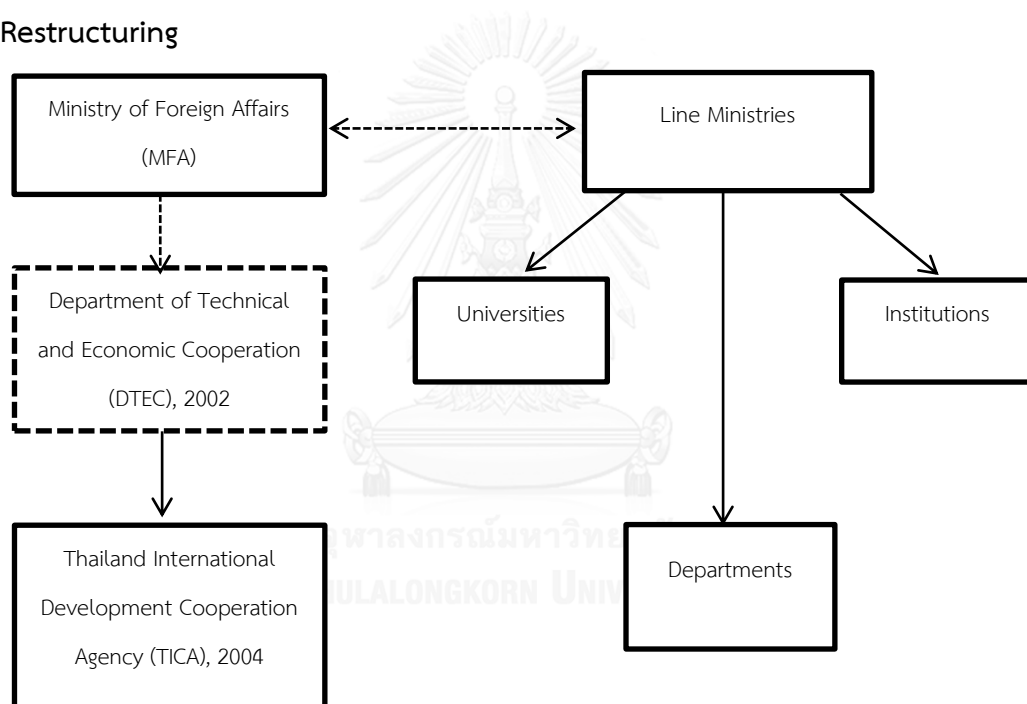 Restructuring
Ministry of Foreign Affairs
(MFA)
Line Ministries
Department of Technical
and Economic Cooperation
(DTEC), 2002
Universities
Institutions
Thailand International
Development Cooperation
Agency (TICA), 2004
Departments